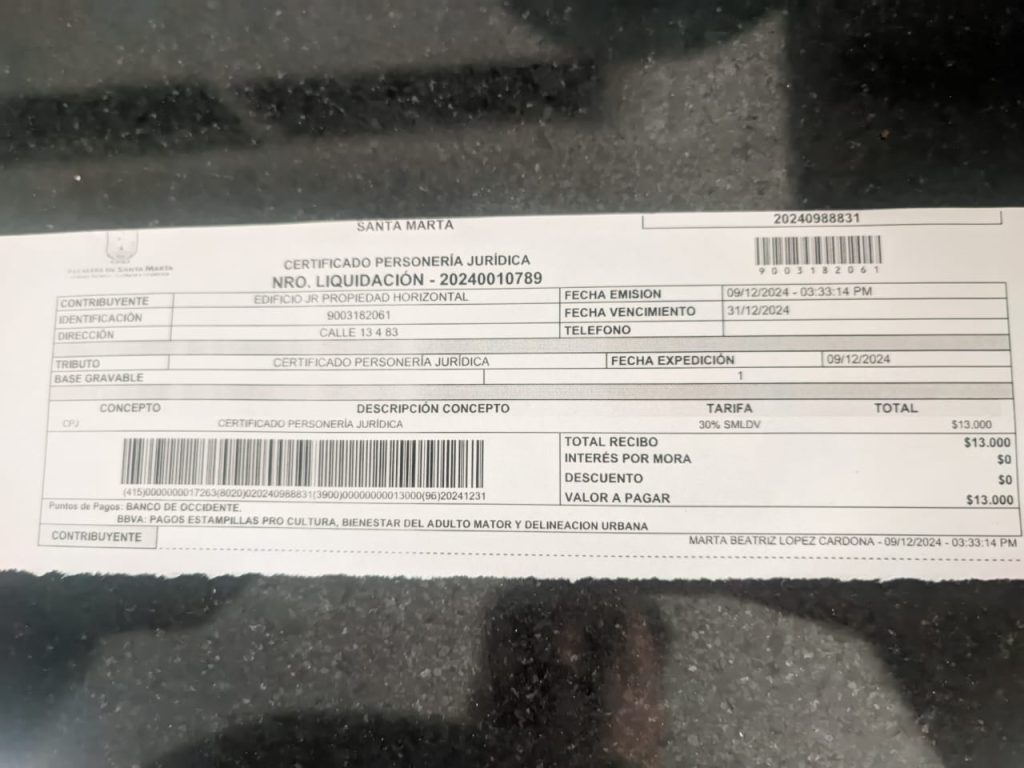 SANTA MARTA
20240988831
ALCALDÍA DE SANTA MARTA
9003182061
CERTIFICADO PERSONERÍA JURÍDICA
NRO. LIQUIDACIÓN - 20240010789
CONTRIBUYENTE EDIFICIO JR PROPIEDAD HORIZONTAL FECHA EMISION 09/12/2024 - 03:33:14 PM
IDENTIFICACIÓN 9003182061 FECHA VENCIMIENTO 31/12/2024
DIRECCIÓN CALLE 13 4 83 TELEFONO
TRIBUTO CERTIFICADO PERSONERÍA JURÍDICA FECHA EXPEDICIÓN 09/12/2024
BASE GRAVABLE 1
CONCEPTO DESCRIPCIÓN CONCEPTO TARIFA TOTAL
CPJ CERTIFICADO PERSONERÍA JURÍDICA 30% SMLDV $13.000
TOTAL RECIBO $13.000
INTERÉS POR MORA $0
DESCUENTO $0
VALOR A PAGAR $13.000
(415)0000000017263(8020)020240988831(3900)00000000013000(96)20241231
Puntos de Pagos: BANCO DE OCCIDENTE.
BBVA: PAGOS ESTAMPILLAS PRO CULTURA, BIENESTAR DEL ADULTO MATOR Y DELINEACION URBANA
CONTRIBUYENTE MARTA BEATRIZ LOPEZ CARDONA - 09/12/2024 - 03:33:14 PM